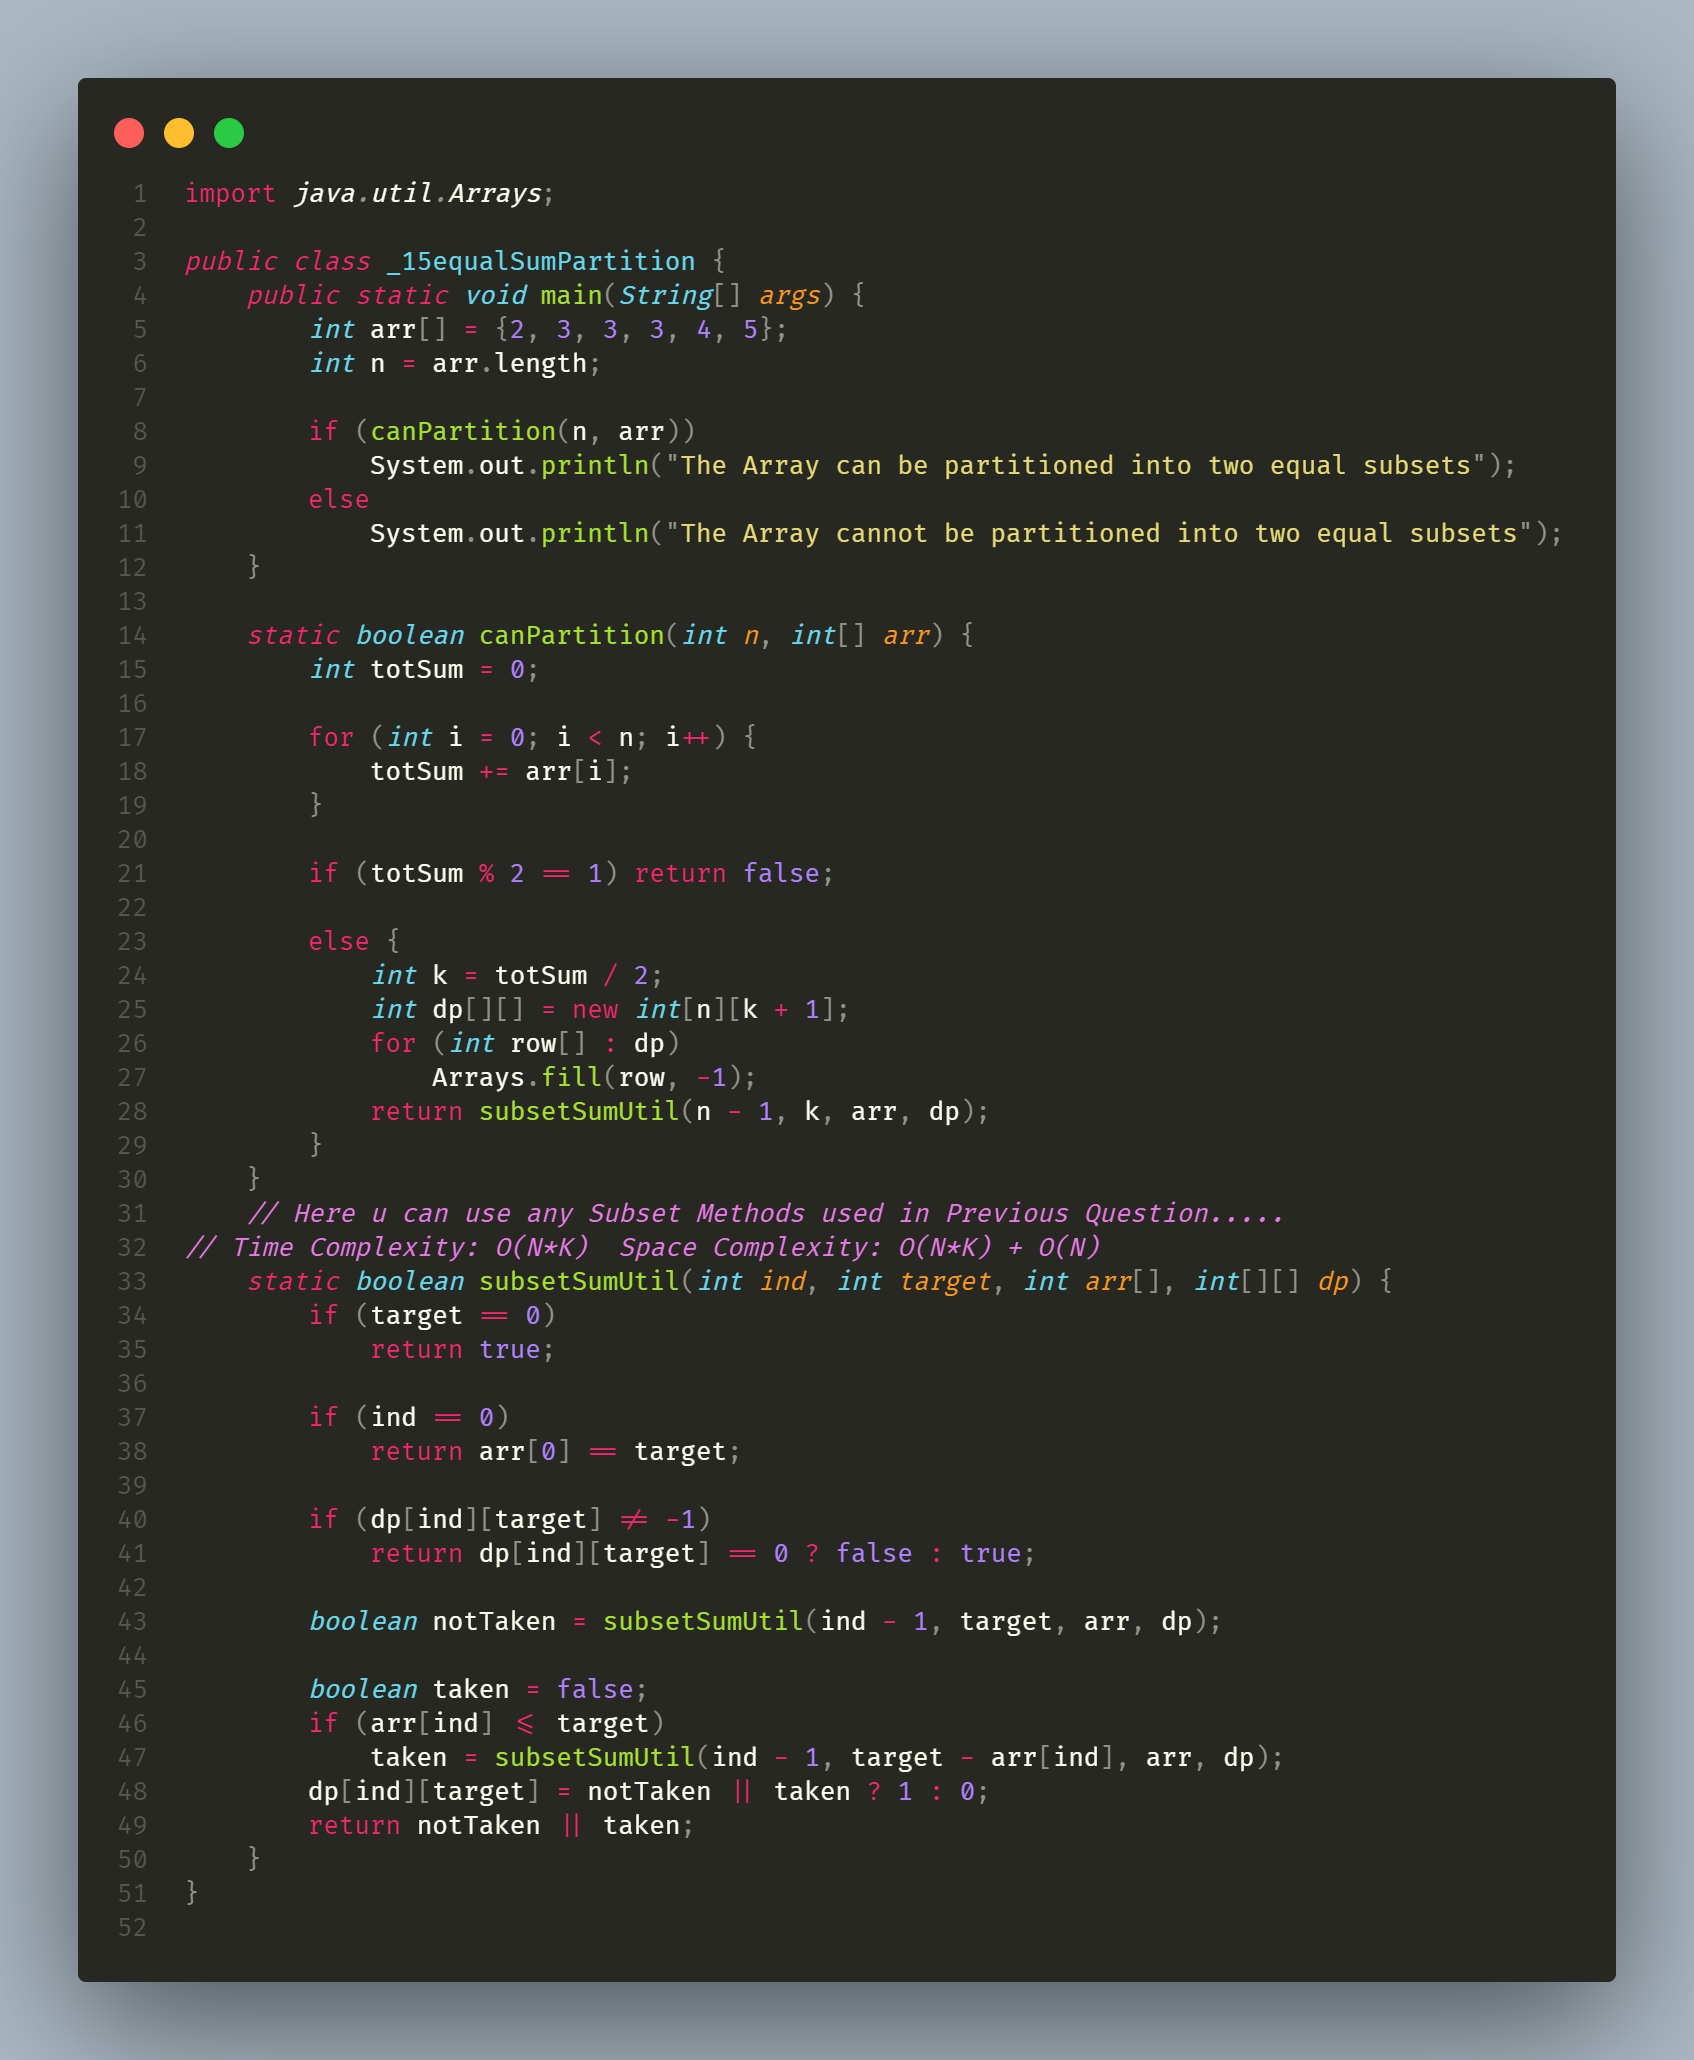 1 import java.util.Arrays;
2
3 public class _15equalSumPartition {
4     public static void main(String[] args) {
5         int arr[] = {2, 3, 3, 3, 4, 5};
6         int n = arr.length;
7
8         if (canPartition(n, arr))
9             System.out.println("The Array can be partitioned into two equal subsets");
10         else
11             System.out.println("The Array cannot be partitioned into two equal subsets");
12     }
13
14     static boolean canPartition(int n, int[] arr) {
15         int totSum = 0;
16
17         for (int i = 0; i < n; i++) {
18             totSum += arr[i];
19         }
20
21         if (totSum % 2 == 1) return false;
22
23         else {
24             int k = totSum / 2;
25             int dp[][] = new int[n][k + 1];
26             for (int row[] : dp)
27                 Arrays.fill(row, -1);
28             return subsetSumUtil(n - 1, k, arr, dp);
29         }
30     }
31     // Here u can use any Subset Methods used in Previous Question.....
32 // Time Complexity: O(N*K)  Space Complexity: O(N*K) + O(N)
33     static boolean subsetSumUtil(int ind, int target, int arr[], int[][] dp) {
34         if (target == 0)
35             return true;
36
37         if (ind == 0)
38             return arr[0] == target;
39
40         if (dp[ind][target] != -1)
41             return dp[ind][target] == 0 ? false : true;
42
43         boolean notTaken = subsetSumUtil(ind - 1, target, arr, dp);
44
45         boolean taken = false;
46         if (arr[ind] <= target)
47             taken = subsetSumUtil(ind - 1, target - arr[ind], arr, dp);
48         dp[ind][target] = notTaken || taken ? 1 : 0;
49         return notTaken || taken;
50     }
51 }
52